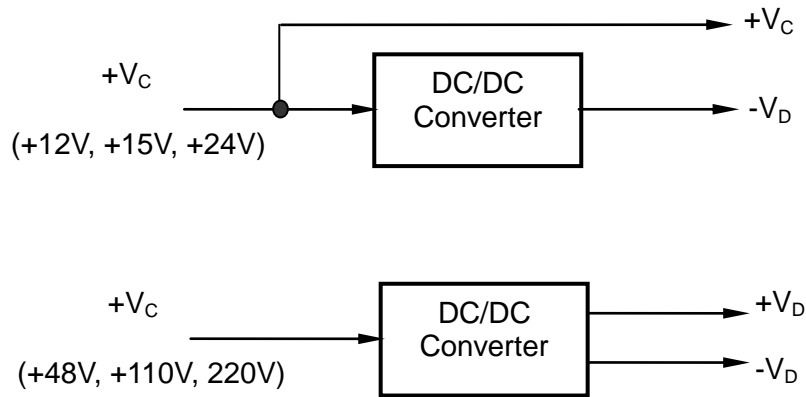 +VC
+VC
DC/DC
Converter
-VD
(+12V, +15V, +24V)
+VC
DC/DC
Converter
+VD
-VD
(+48V, +110V, 220V)